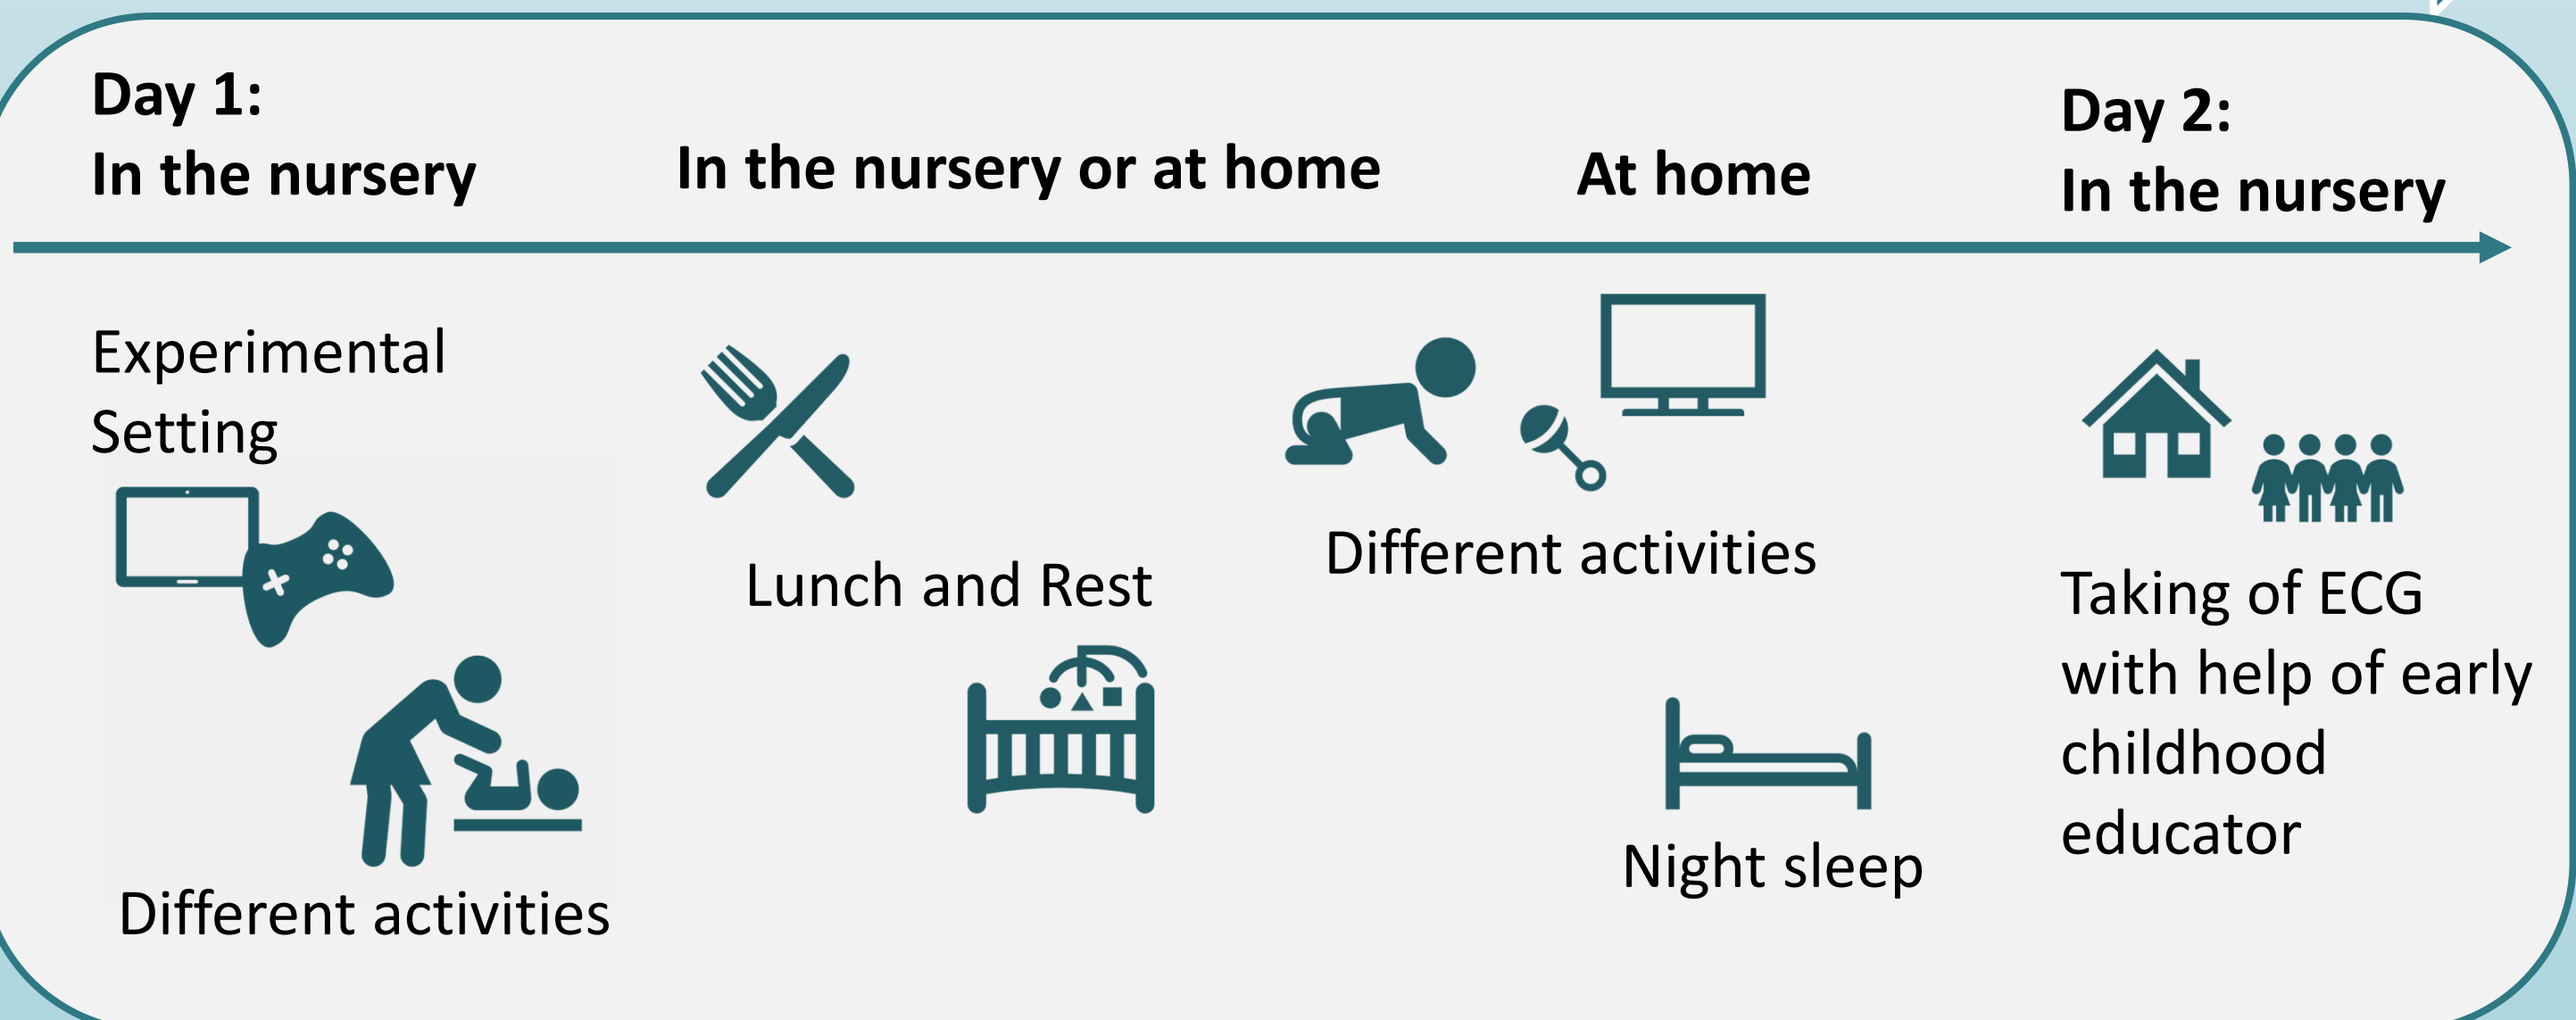 Day 1:
In the nursery
In the nursery or at home
At home
Day 2:
In the nursery
Experimental
Setting
Different activities
Lunch and Rest
Different activities
Night sleep
Taking of ECG
with help of early
childhood
educator